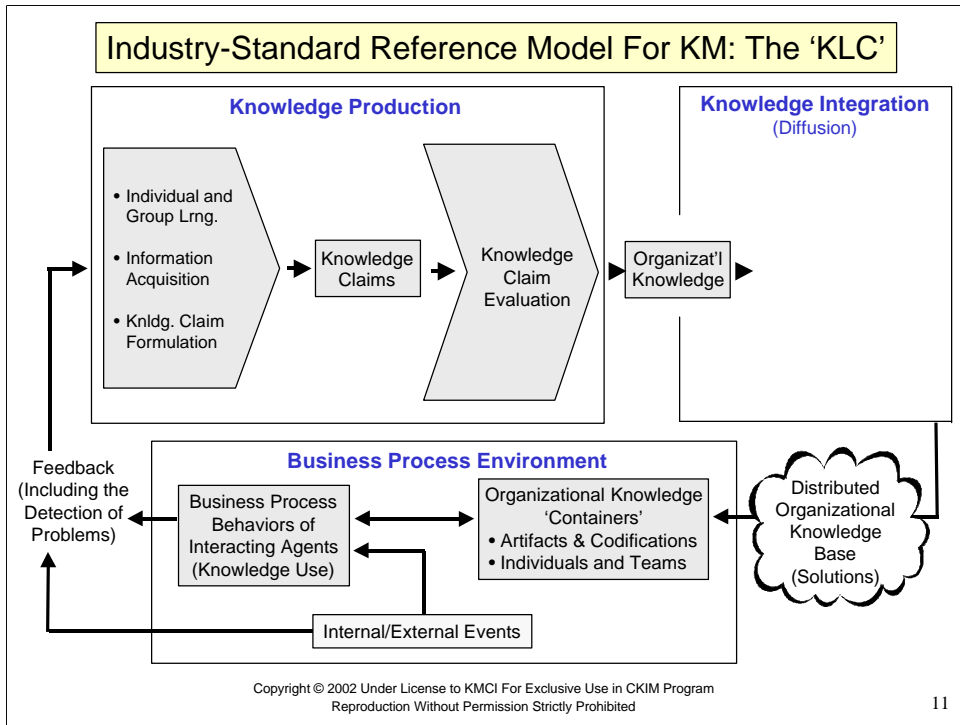 Industry-Standard Reference Model For KM: The ‘KLC’
Knowledge Production
• Individual and
Group Lrng.
• Information
Acquisition
• Knldg. Claim
Formulation
Knowledge
Claims
Knowledge
Claim
Evaluation
Organizat'l
Knowledge
Knowledge Integration
(Diffusion)
Feedback
(Including the
Detection of
Problems)
Business Process Environment
Business Process
Behaviors of
Interacting Agents
(Knowledge Use)
Organizational Knowledge
‘Containers’
• Artifacts & Codifications
• Individuals and Teams
Distributed
Organizational
Knowledge
Base
(Solutions)
Internal/External Events
Copyright © 2002 Under License to KMCI For Exclusive Use in CKIM Program
Reproduction Without Permission Strictly Prohibited
11